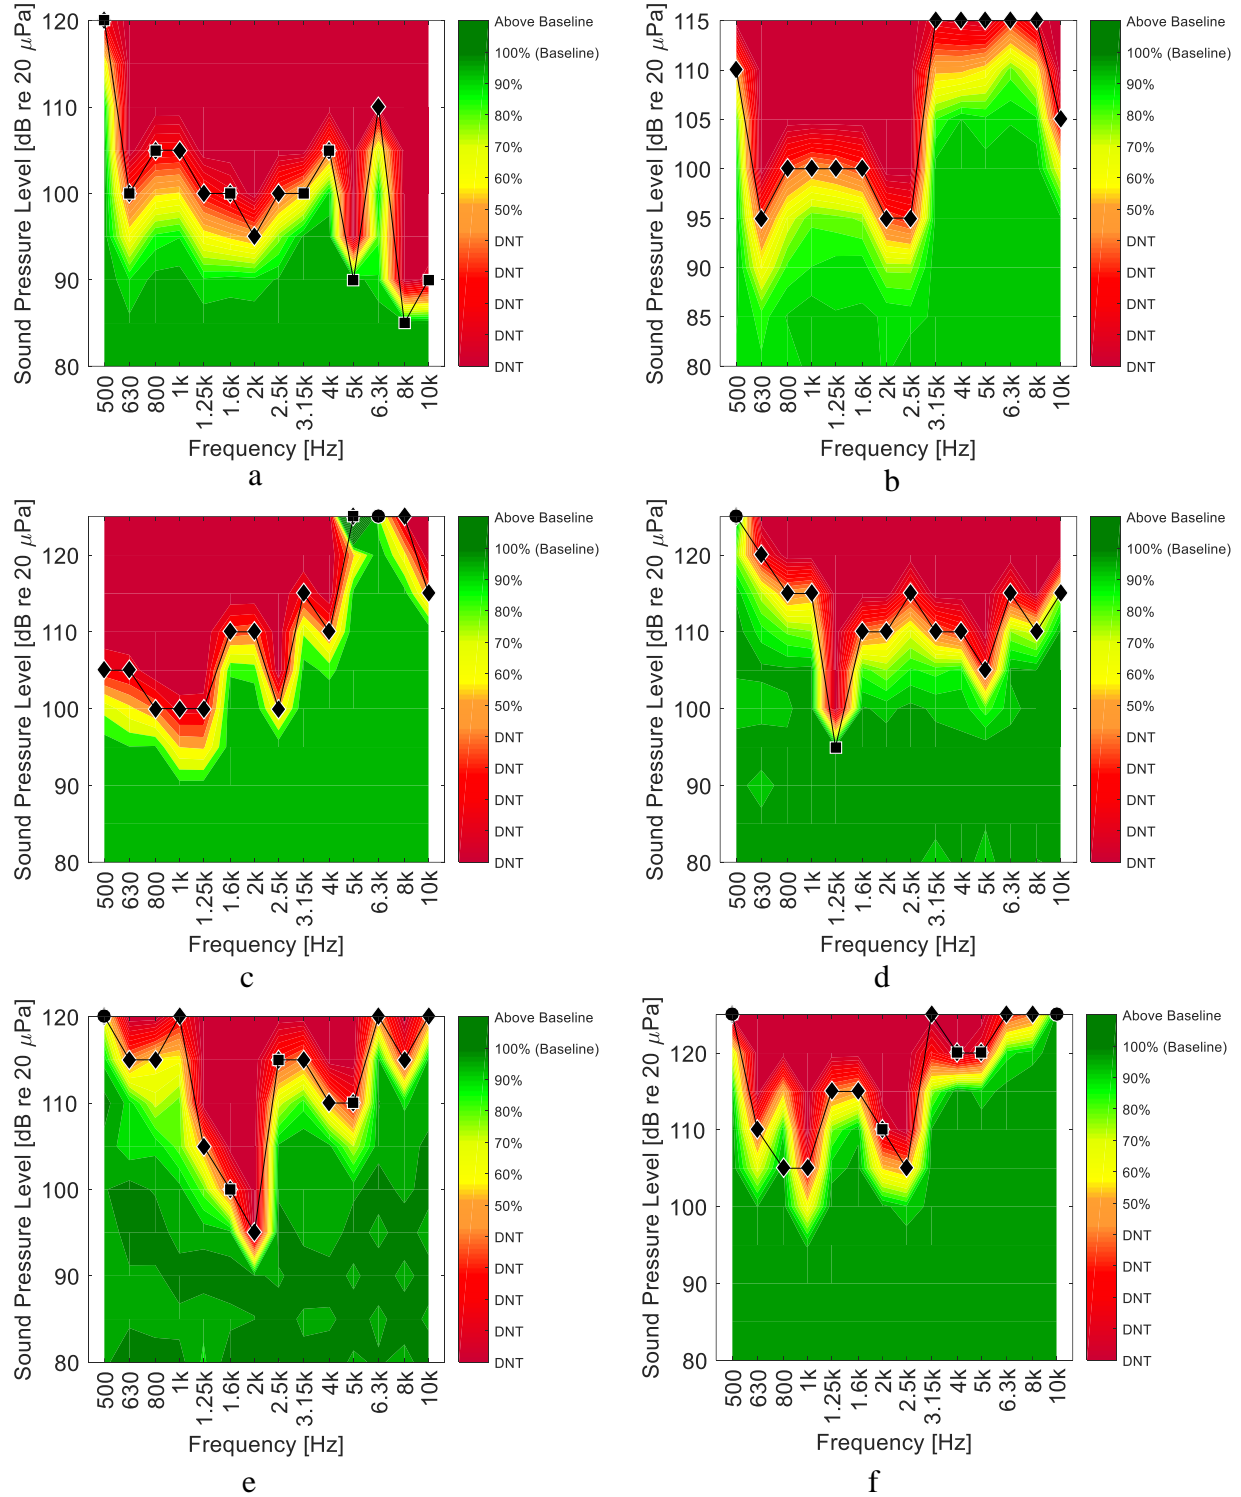 Sound Pressure Level [dB re 20 μPa]
120
110
100
90
80
500
630
800
1k
1.25k
1.6k
2k
2.5k
3.15k
4k
5k
6.3k
8k
10k
Frequency [Hz]
Above Baseline
100% (Baseline)
90%
80%
70%
60%
50%
DNT
DNT
DNT
DNT
DNT
a
Sound Pressure Level [dB re 20 μPa]
115
110
105
100
95
90
85
80
500
630
800
1k
1.25k
1.6k
2k
2.5k
3.15k
4k
5k
6.3k
8k
10k
Frequency [Hz]
Above Baseline
100% (Baseline)
90%
80%
70%
60%
50%
DNT
DNT
DNT
DNT
DNT
b
Sound Pressure Level [dB re 20 μPa]
120
110
100
90
80
500
630
800
1k
1.25k
1.6k
2k
2.5k
3.15k
4k
5k
6.3k
8k
10k
Frequency [Hz]
Above Baseline
100% (Baseline)
90%
80%
70%
60%
50%
DNT
DNT
DNT
DNT
DNT
c
Sound Pressure Level [dB re 20 μPa]
120
110
100
90
80
500
630
800
1k
1.25k
1.6k
2k
2.5k
3.15k
4k
5k
6.3k
8k
10k
Frequency [Hz]
Above Baseline
100% (Baseline)
90%
80%
70%
60%
50%
DNT
DNT
DNT
DNT
DNT
d
Sound Pressure Level [dB re 20 μPa]
120
110
100
90
80
500
630
800
1k
1.25k
1.6k
2k
2.5k
3.15k
4k
5k
6.3k
8k
10k
Frequency [Hz]
Above Baseline
100% (Baseline)
90%
80%
70%
60%
50%
DNT
DNT
DNT
DNT
DNT
e
Sound Pressure Level [dB re 20 μPa]
120
110
100
90
80
500
630
800
1k
1.25k
1.6k
2k
2.5k
3.15k
4k
5k
6.3k
8k
10k
Frequency [Hz]
Above Baseline
100% (Baseline)
90%
80%
70%
60%
50%
DNT
DNT
DNT
DNT
DNT
f